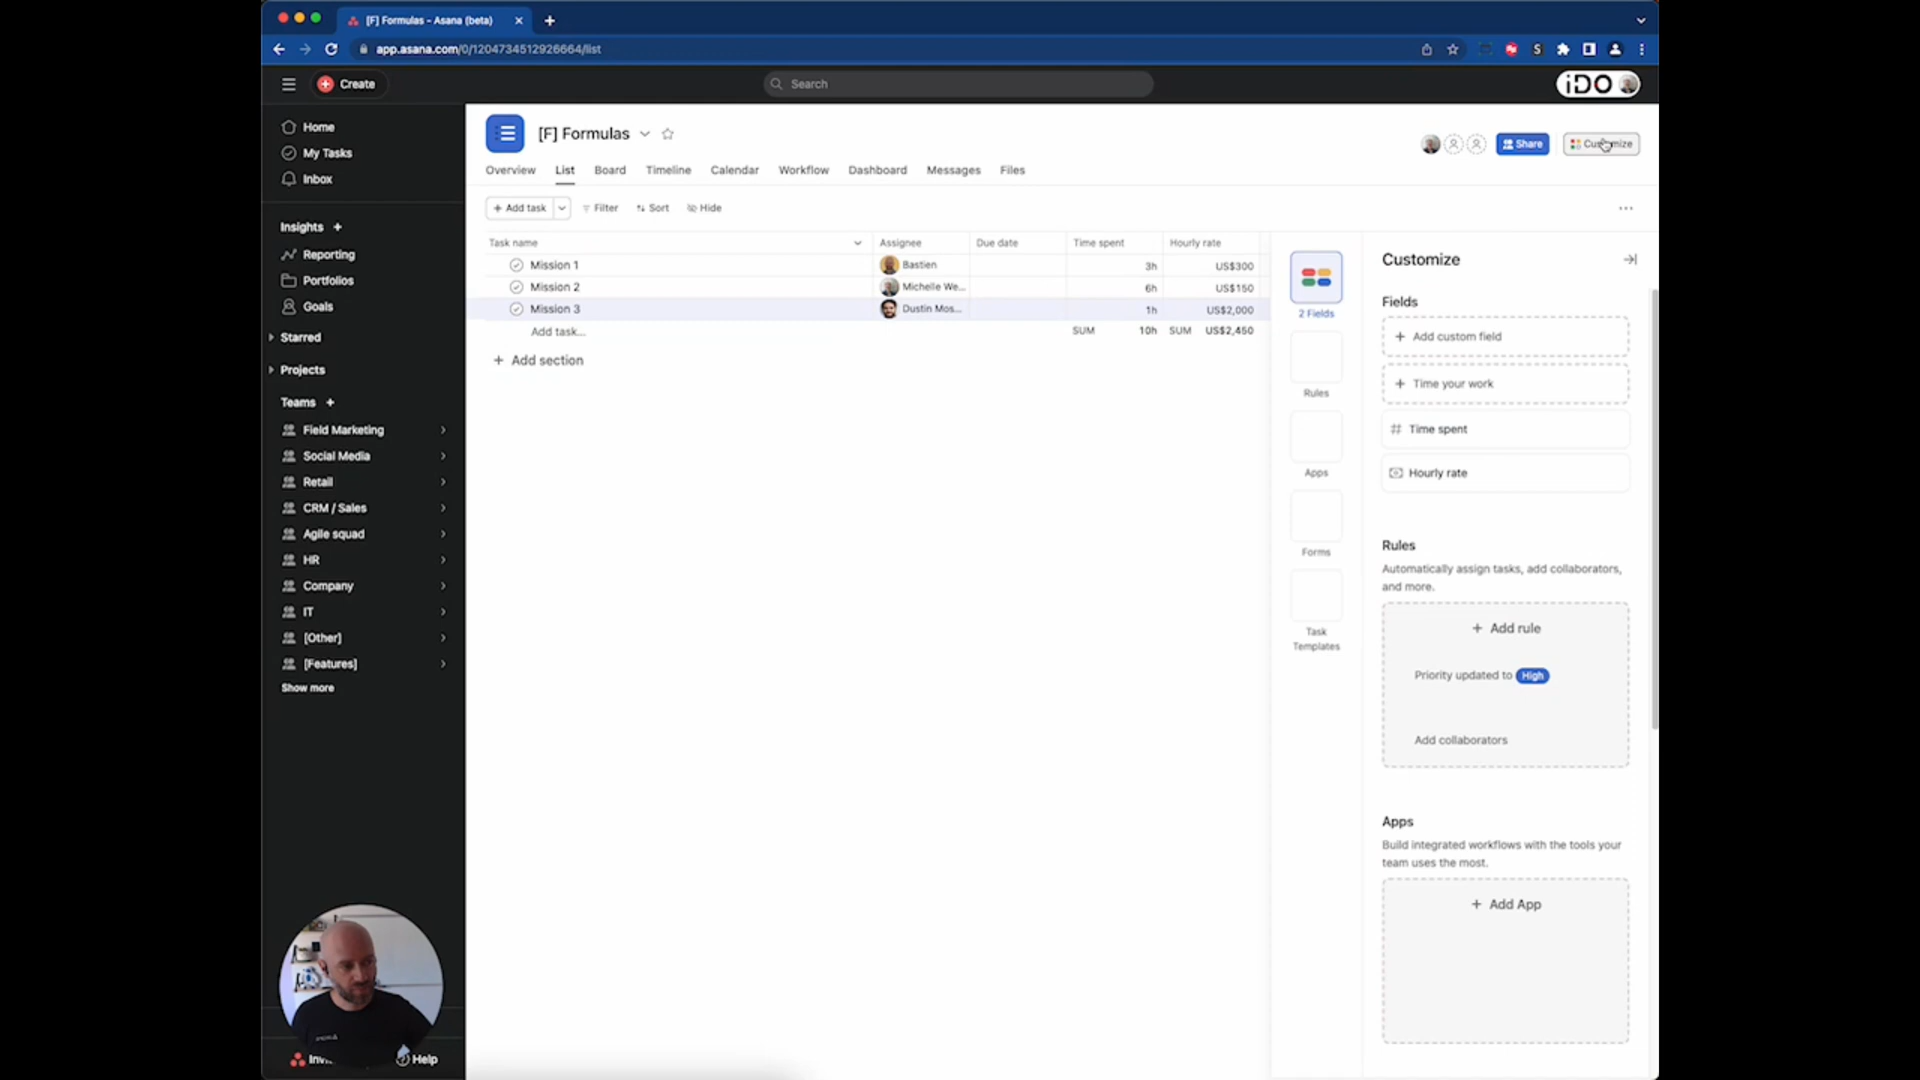 [F] Formulas - Asana (beta)
app.asana.com/0/1204734512926664/list
Create
Search
iDO
Home
My Tasks
Inbox
Insights
Reporting
Portfolios
Goals
Starred
Projects
Teams
Field Marketing
Social Media
Retail
CRM / Sales
Agile squad
HR
Company
IT
[Other]
[Features]
Show more
Help
[F] Formulas
Share
Customize
Overview
List
Board
Timeline
Calendar
Workflow
Dashboard
Messages
Files
+ Add task
Filter
Sort
Hide
Task name
Assignee
Due date
Time spent
Hourly rate
Mission 1
Bastien
3h
US$300
Mission 2
Michelle We...
6h
US$150
Mission 3
Dustin Mos...
1h
US$2,000
Add task...
SUM 10h
SUM US$2,450
+ Add section
2 Fields
Rules
Apps
Forms
Task
Templates
Customize
Fields
+ Add custom field
+ Time your work
# Time spent
Hourly rate
Rules
Automatically assign tasks, add collaborators,
and more.
+ Add rule
Priority updated to High
Add collaborators
Apps
Build integrated workflows with the tools your
team uses the most.
+ Add App